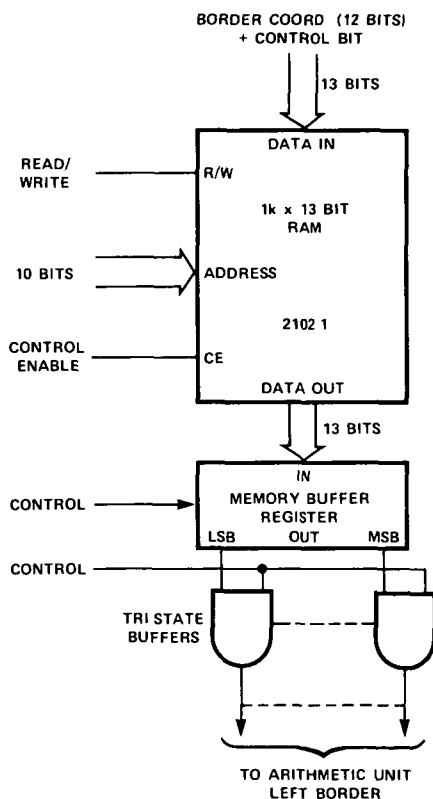 BORDER COORD (12 BITS)
+ CONTROL BIT
13 BITS
DATA IN
READ/
WRITE
R/W
1k x 13 BIT
RAM
10 BITS
ADDRESS
2102 1
CONTROL
ENABLE
CE
DATA OUT
13 BITS
IN
CONTROL
MEMORY BUFFER
REGISTER
LSB OUT MSB
CONTROL
TRI STATE
BUFFERS
TO ARITHMETIC UNIT
LEFT BORDER